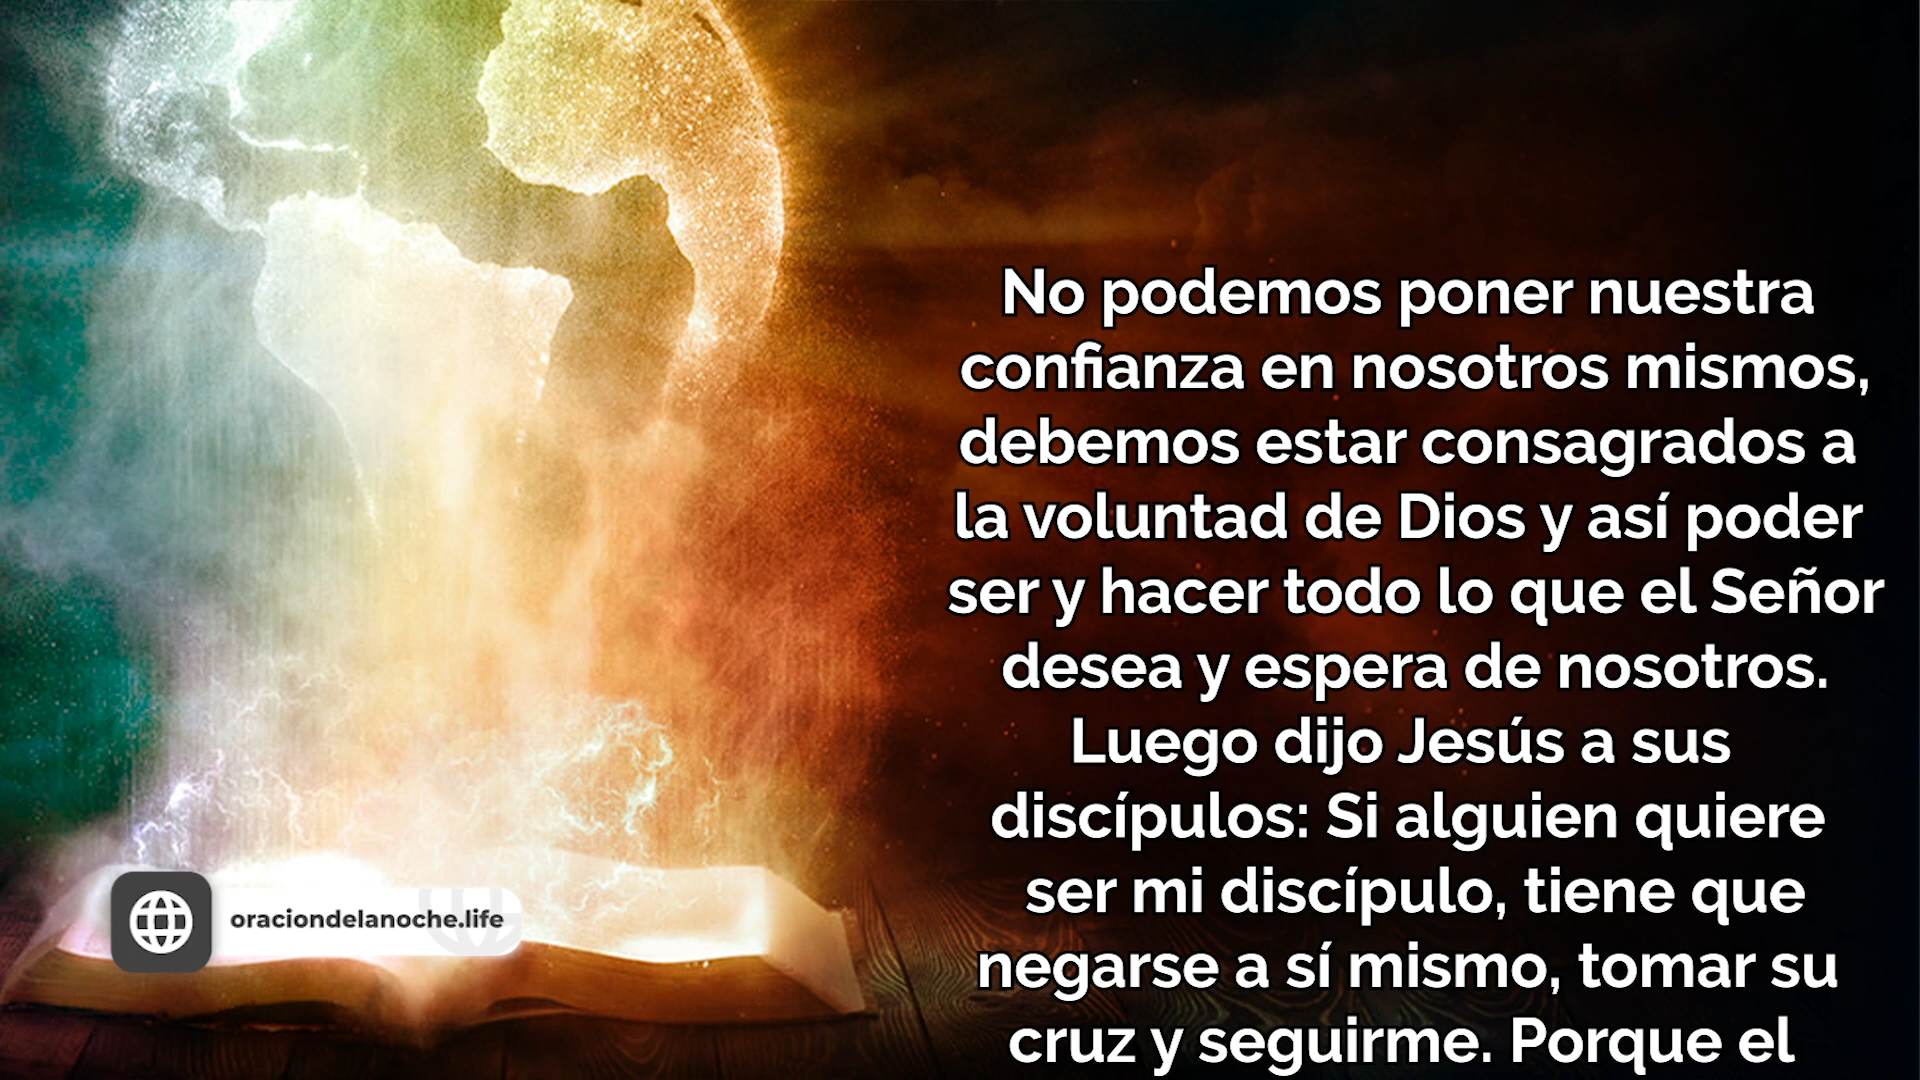 No podemos poner nuestra
confianza en nosotros mismos,
debemos estar consagrados a
la voluntad de Dios y así poder
ser y hacer todo lo que el Señor
desea y espera de nosotros.
Luego dijo Jesús a sus
discípulos: Si alguien quiere
ser mi discípulo, tiene que
negarse a sí mismo, tomar su
cruz y seguirme. Porque el
oraciondelanoche.life